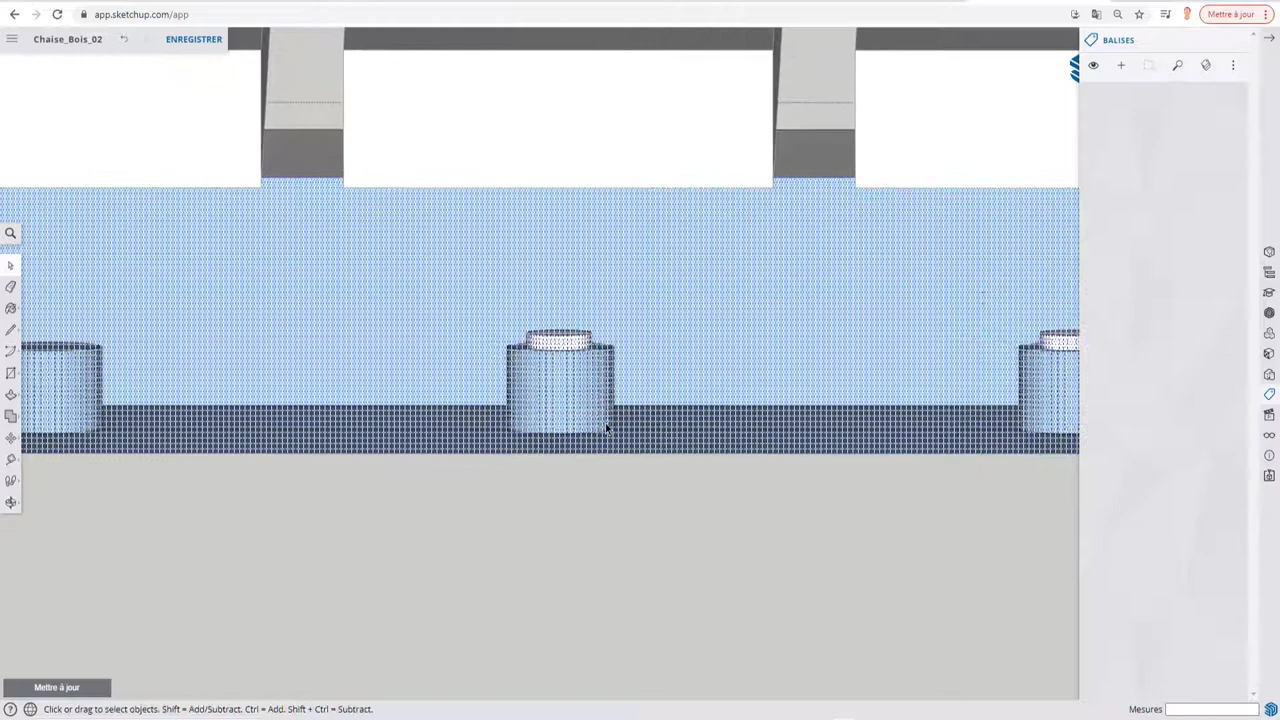 app.sketchup.com/app
Mettre à jour
Chaise_Bois_02
ENREGISTRER
BALISES
Mettre à jour
Click or drag to select objects. Shift = Add/Subtract. Ctrl = Add. Shift + Ctrl = Subtract.
Mesures